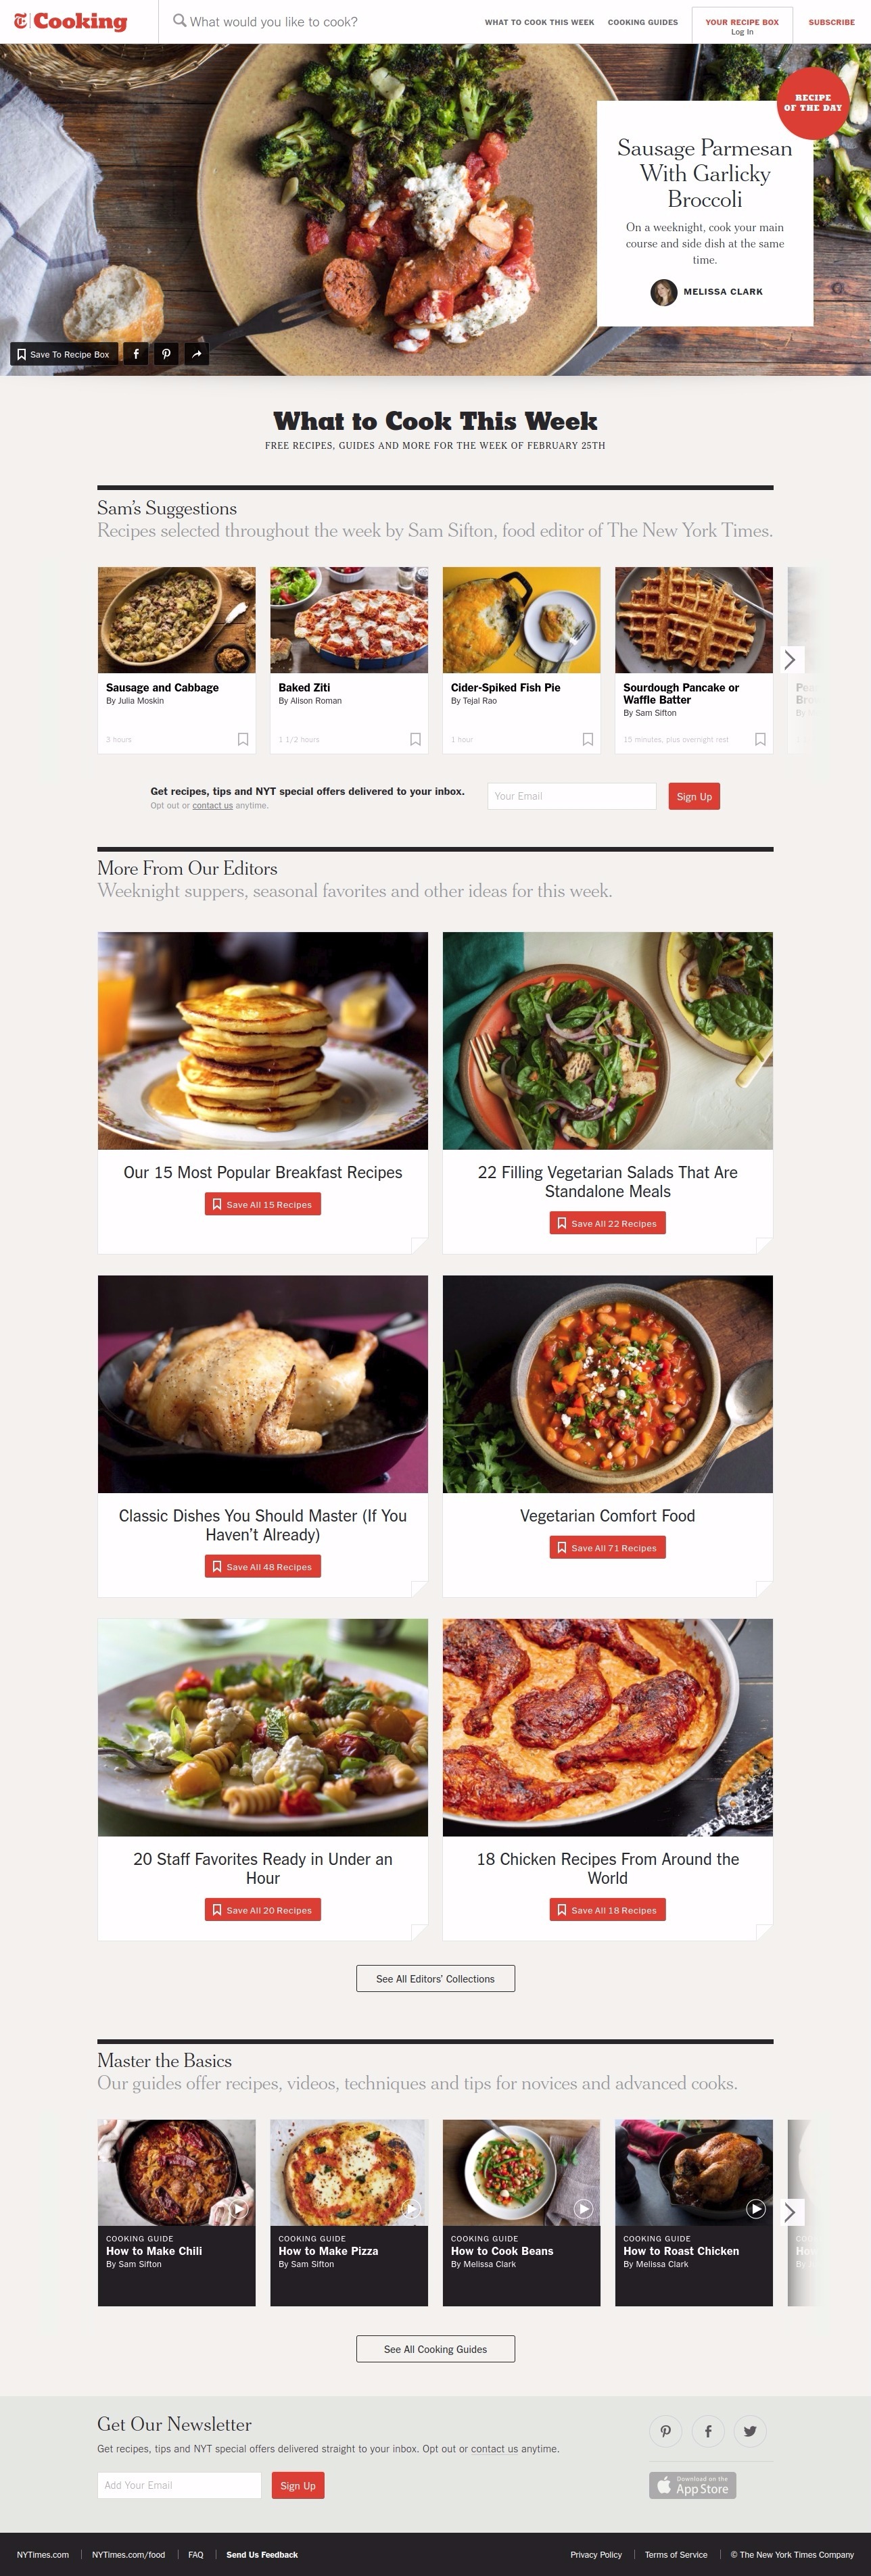 Cooking
What would you like to cook?
WHAT TO COOK THIS WEEK
COOKING GUIDES
YOUR RECIPE BOX
Log In
SUBSCRIBE
RECIPE
OF THE DAY
Sausage Parmesan
With Garlicky
Broccoli
On a weeknight, cook your main
course and side dish at the same
time.
MELISSA CLARK
Save To Recipe Box
What to Cook This Week
FREE RECIPES, GUIDES AND MORE FOR THE WEEK OF FEBRUARY 25TH
Sam's Suggestions
Recipes selected throughout the week by Sam Sifton, food editor of The New York Times.
Sausage and Cabbage
By Julia Moskin
3 hours
Baked Ziti
By Alison Roman
1 1/2 hours
Cider-Spiked Fish Pie
By Tejal Rao
1 hour
Sourdough Pancake or
Waffle Batter
By Sam Sifton
15 minutes, plus overnight rest
Get recipes, tips and NYT special offers delivered to your inbox.
Opt out or contact us anytime.
Your Email
Sign Up
More From Our Editors
Weeknight suppers, seasonal favorites and other ideas for this week.
Our 15 Most Popular Breakfast Recipes
Save All 15 Recipes
22 Filling Vegetarian Salads That Are
Standalone Meals
Save All 22 Recipes
Classic Dishes You Should Master (If You
Haven't Already)
Save All 48 Recipes
Vegetarian Comfort Food
Save All 71 Recipes
20 Staff Favorites Ready in Under an
Hour
Save All 20 Recipes
18 Chicken Recipes From Around the
World
Save All 18 Recipes
See All Editors' Collections
Master the Basics
Our guides offer recipes, videos, techniques and tips for novices and advanced cooks.
COOKING GUIDE
How to Make Chili
By Sam Sifton
COOKING GUIDE
How to Make Pizza
By Sam Sifton
COOKING GUIDE
How to Cook Beans
By Melissa Clark
COOKING GUIDE
How to Roast Chicken
By Melissa Clark
See All Cooking Guides
Get Our Newsletter
Get recipes, tips and NYT special offers delivered straight to your inbox. Opt out or contact us anytime.
Add Your Email
Sign Up
Download on the
App Store
NYTimes.com
NYTimes.com/food
FAQ
Send Us Feedback
Privacy Policy
Terms of Service
© The New York Times Company